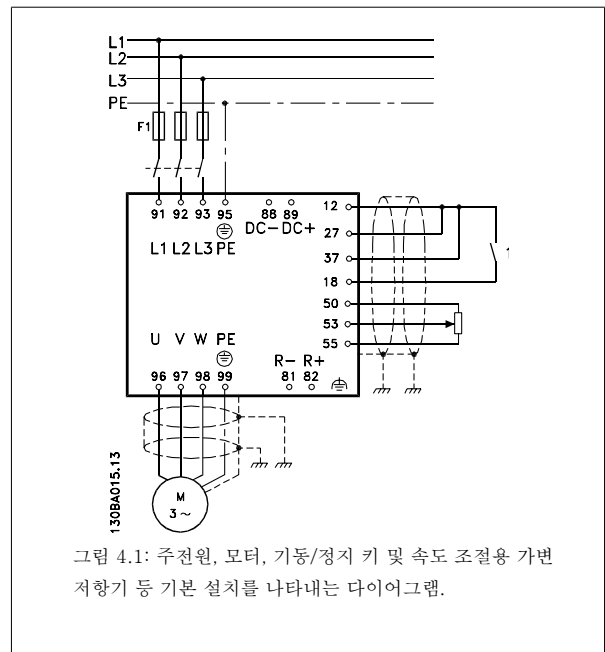 L1
L2
L3
PE
F1
91 92 93 95 88 89
DC- DC+
L1 L2 L3 PE
12
27
37
18
50
53
55
U V W PE
R- R+
96 97 98 99 81 82
M
3 ~
130BA015.13
그림 4.1: 주전원, 모터, 기동/정지 키 및 속도 조절용 가변
저항기 등 기본 설치를 나타내는 다이어그램.